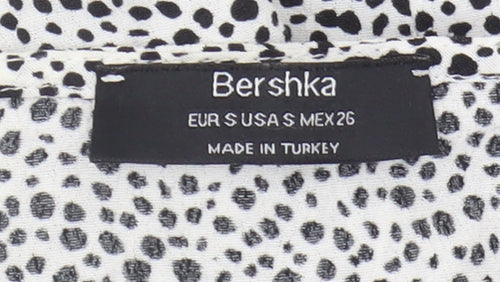 Bershka
EUR S USA S MEX 26
MADE IN TURKEY